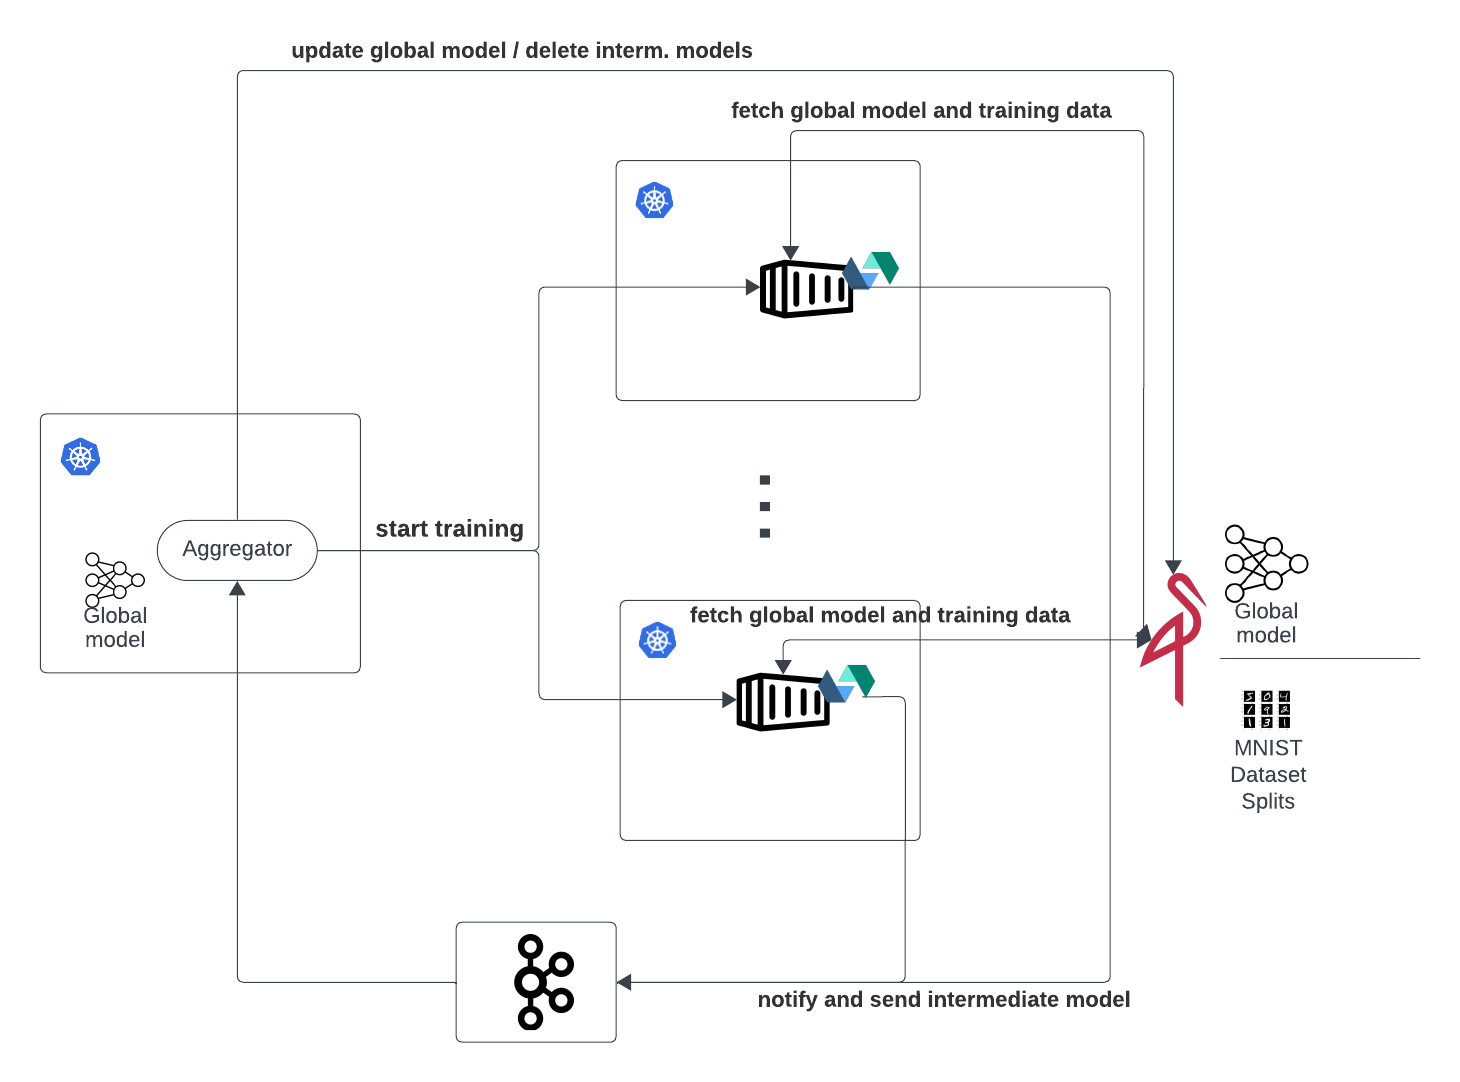 update global model / delete interm. models
fetch global model and training data
start training
Aggregator
Global
model
fetch global model and training data
Global
model
MNIST
Dataset
Splits
notify and send intermediate model